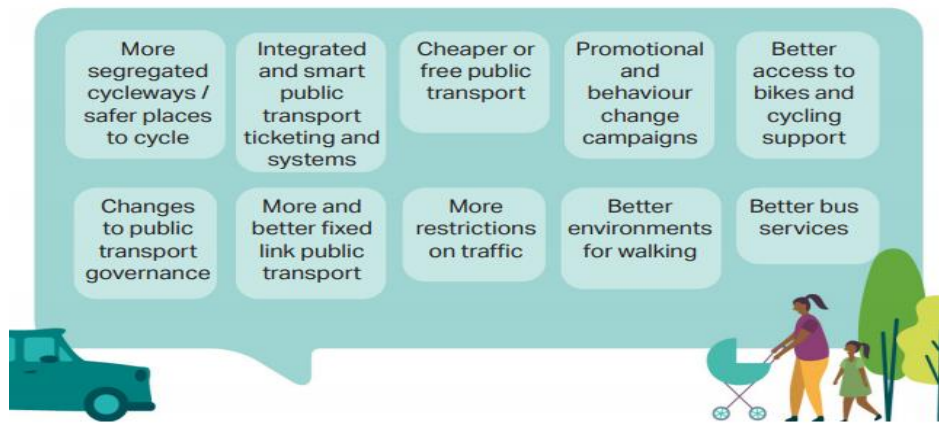 More
segregated
cycleways /
safer places
to cycle
Integrated
and smart
public
transport
ticketing and
systems
Cheaper or
free public
transport
Promotional
and
behaviour
change
campaigns
Better
access to
bikes and
cycling
support
Changes
to public
transport
governance
More and
better fixed
link public
transport
More
restrictions
on traffic
Better
environments
for walking
Better bus
services